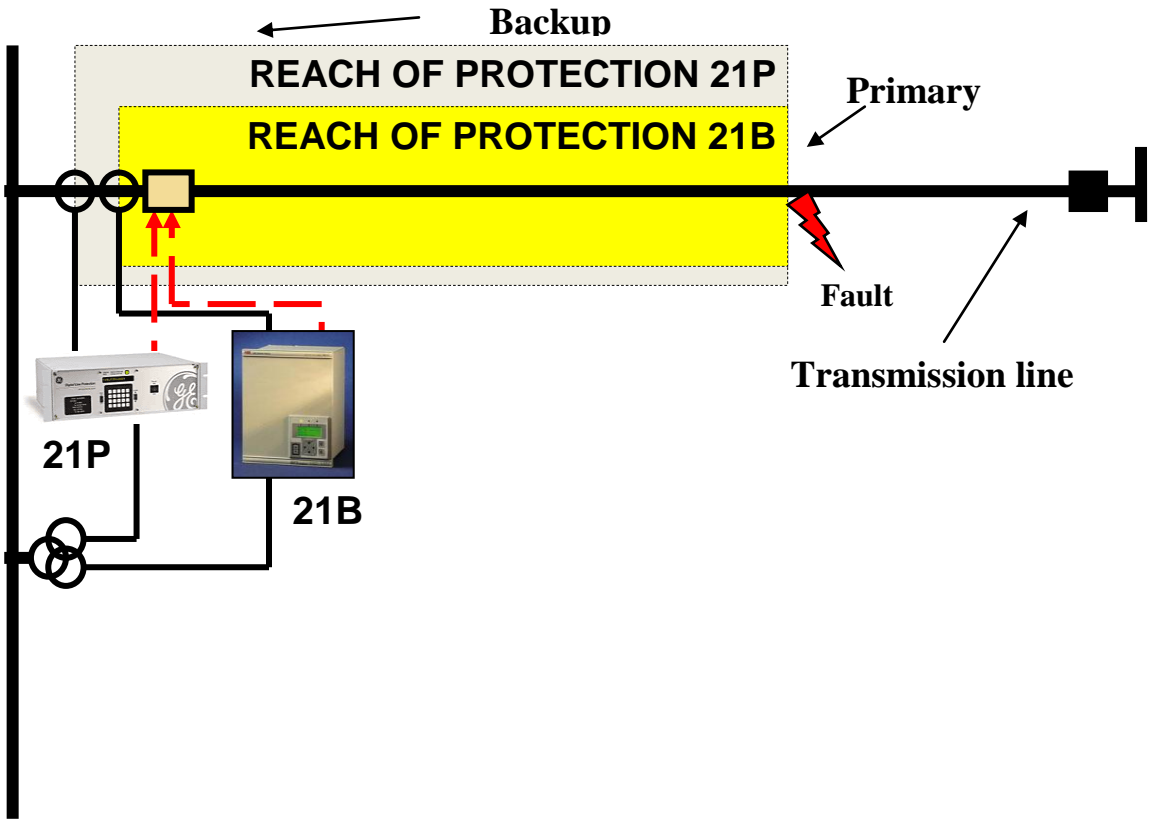 Backup
REACH OF PROTECTION 21P
Primary
REACH OF PROTECTION 21B
Fault
Transmission line
21P
21B